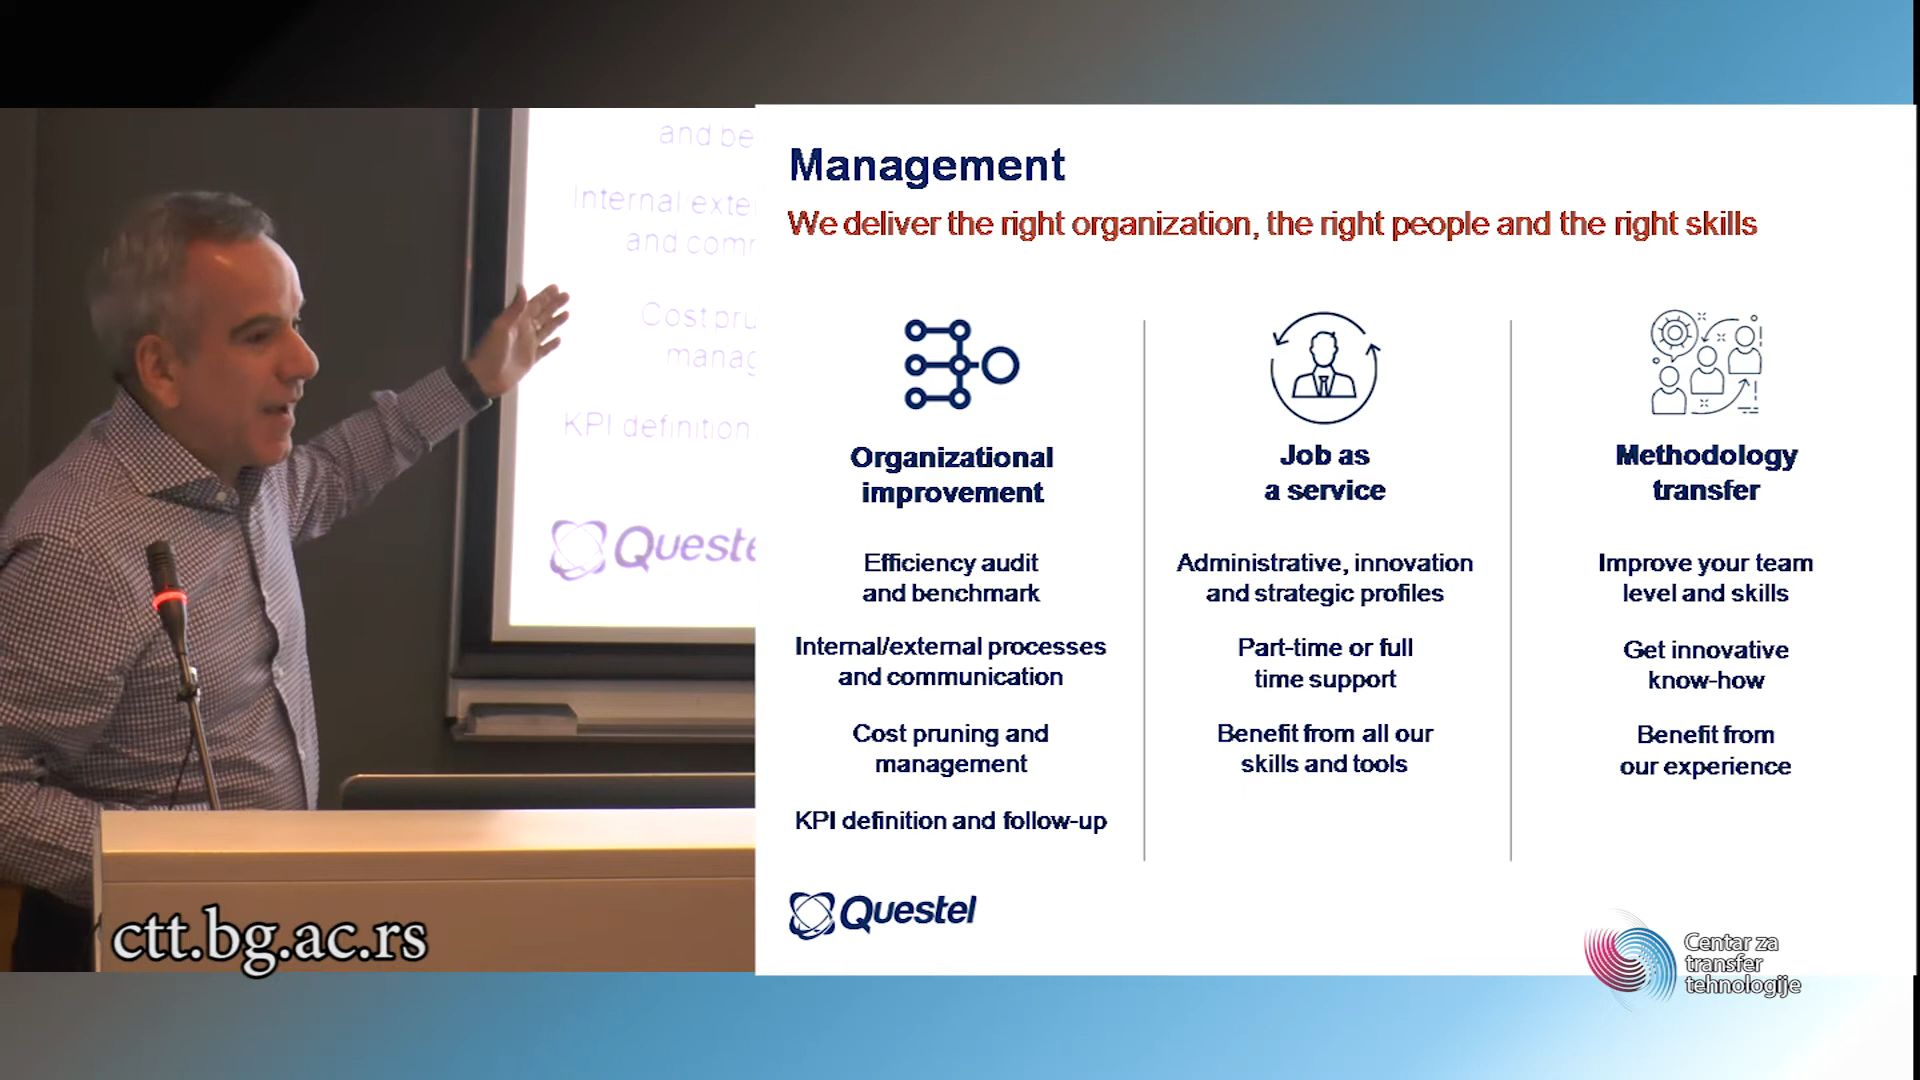 and be
Internal exte
and comm
Cost pru
manag
KPI definition
Queste
ctt.bg.ac.rs
Management
We deliver the right organization, the right people and the right skills
Organizational
improvement
Efficiency audit
and benchmark
Internal/external processes
and communication
Cost pruning and
management
KPI definition and follow-up
Job as
a service
Administrative, innovation
and strategic profiles
Part-time or full
time support
Benefit from all our
skills and tools
Methodology
transfer
Improve your team
level and skills
Get innovative
know-how
Benefit from
our experience
Questel
Centar za
transfer
tehnologije